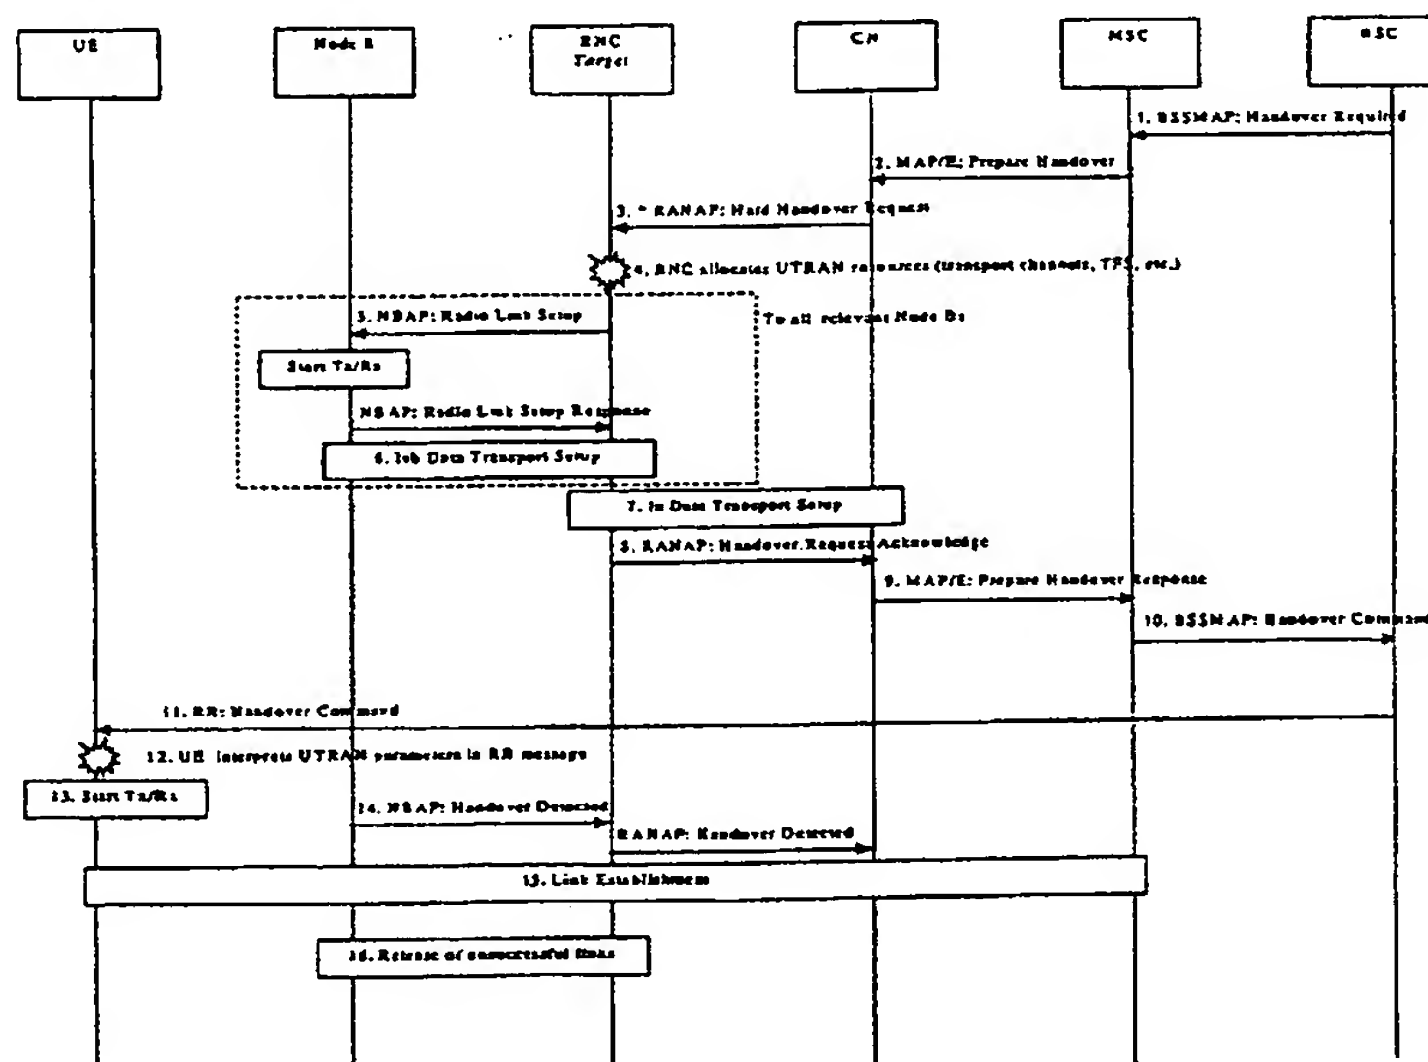 UE
Node B
RNC
Target
CN
MSC
BSC
1. BSSMAP: Handover Required
2. MAP/E: Prepare Handover
3. * RANAP: Hard Handover Request
4. RNC allocates UTRAN resources (transport channels, TFS, etc.)
5. NBAP: Radio Link Setup
To all relevant Node Bs
Start Tx/Rx
NBAP: Radio Link Setup Response
6. Iub Data Transport Setup
7. Iu Data Transport Setup
8. RANAP: Handover Request Acknowledge
9. MAP/E: Prepare Handover Response
10. BSSMAP: Handover Command
11. RR: Handover Command
12. UE interprets UTRAN parameters in RR message
13. Start Tx/Rx
14. NBAP: Handover Detected
RANAP: Handover Detected
15. Link Establishment
16. Release of unsuccessful links